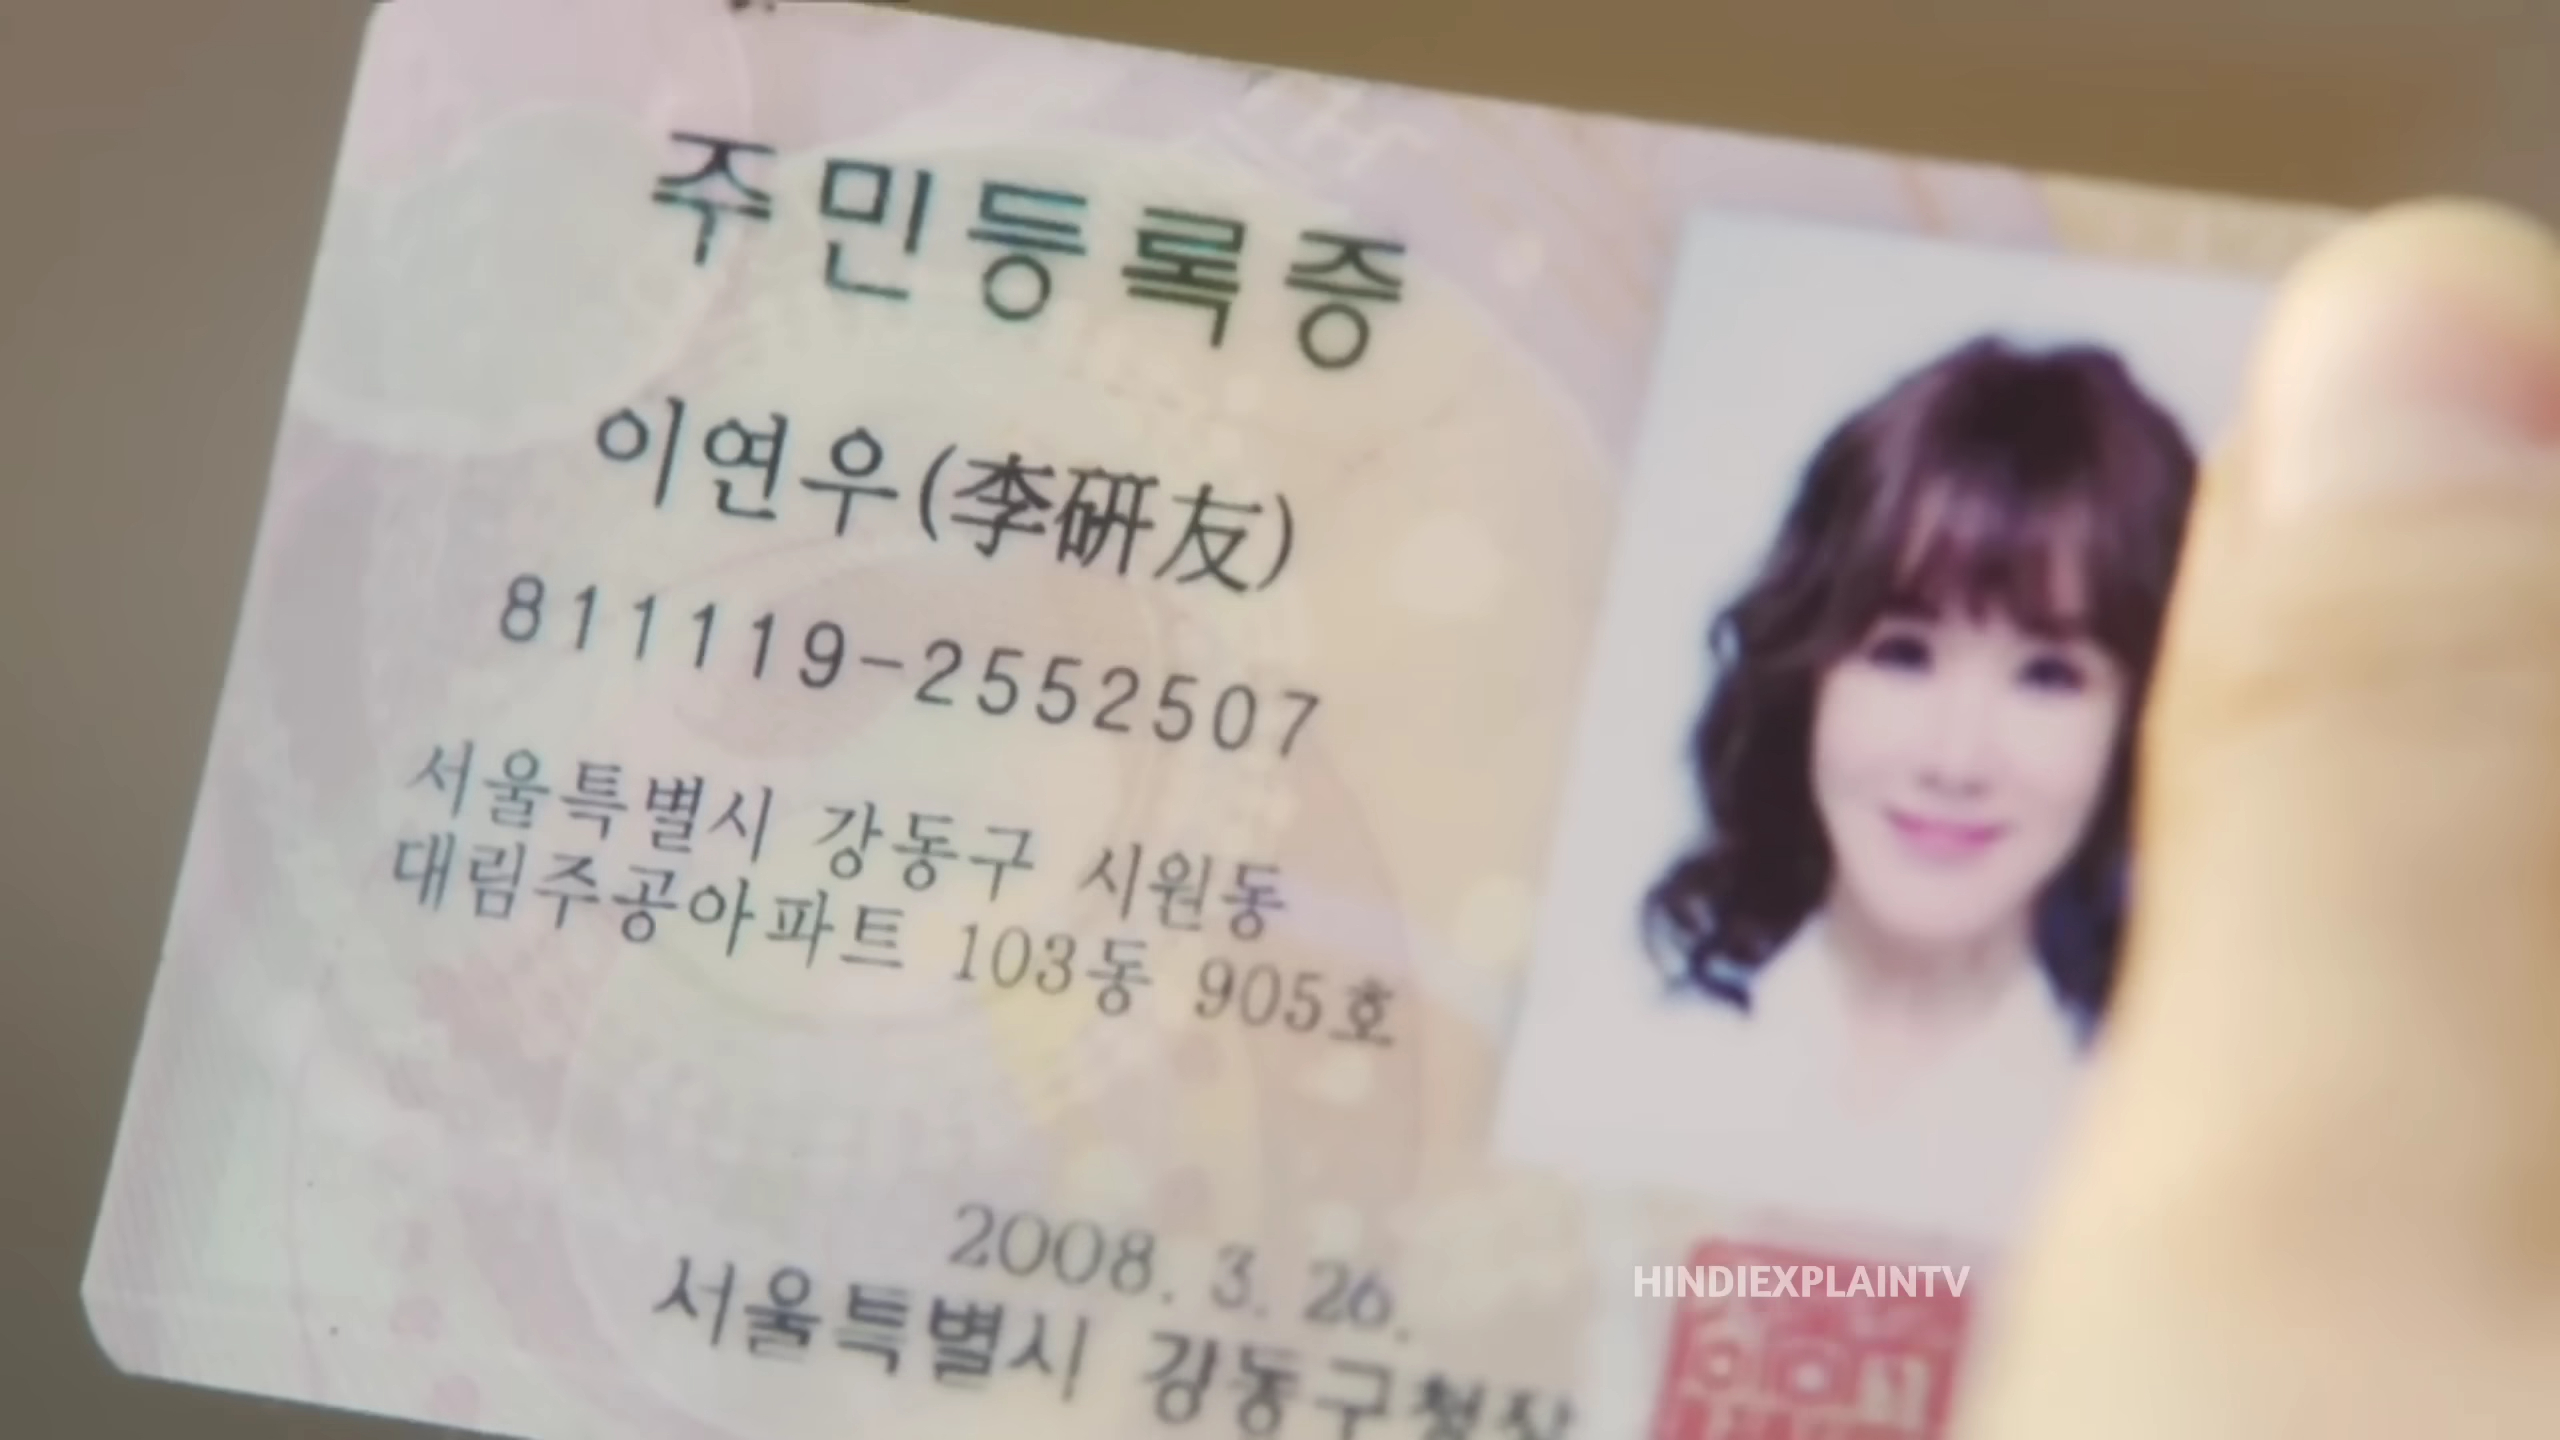 주민등록증
이연우(李硏友)
811119-2552507
서울특별시 강동구 시원동
대림주공아파트 103동 905호
2008. 3. 26.
서울특별시 강동구청장
HINDIEXPLAINTV